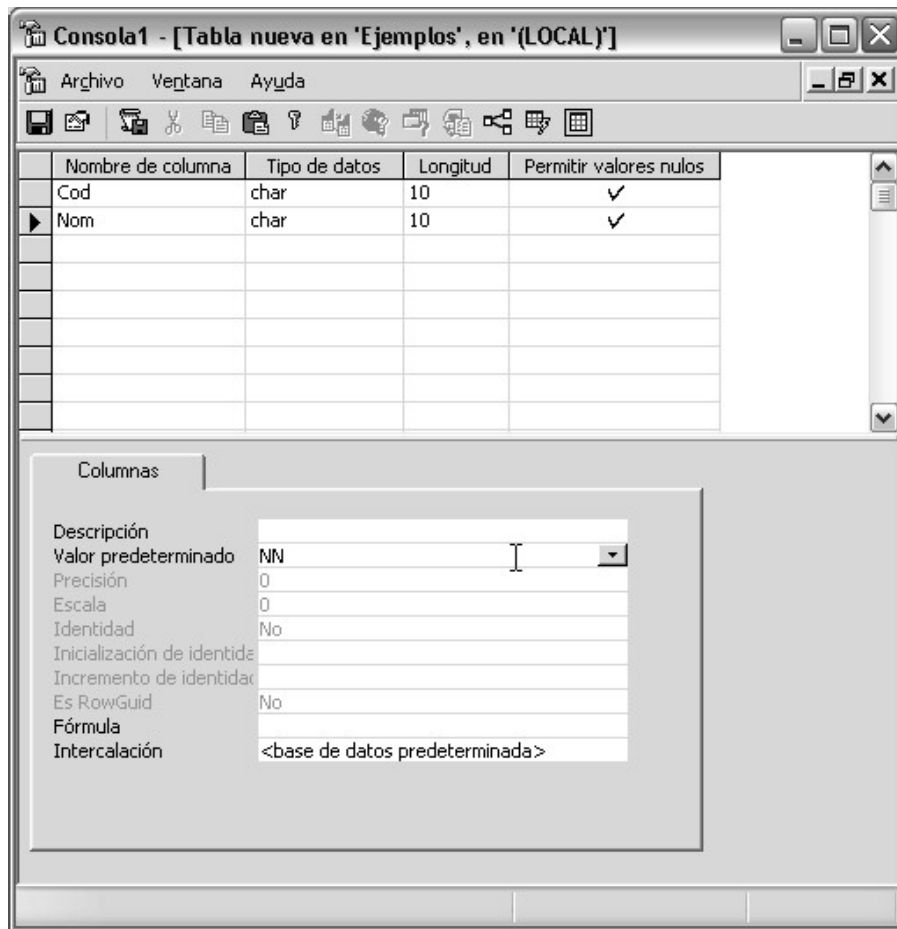 Consola1 - [Tabla nueva en 'Ejemplos', en '(LOCAL)']
Archivo Ventana Ayuda
Nombre de columna Tipo de datos Longitud Permitir valores nulos
Cod char 10
Nom char 10
Columnas
Descripción
Valor predeterminado NN
Precisión 0
Escala 0
Identidad No
Inicialización de identida
Incremento de identidad
Es RowGuid No
Fórmula
Intercalación <base de datos predeterminada>